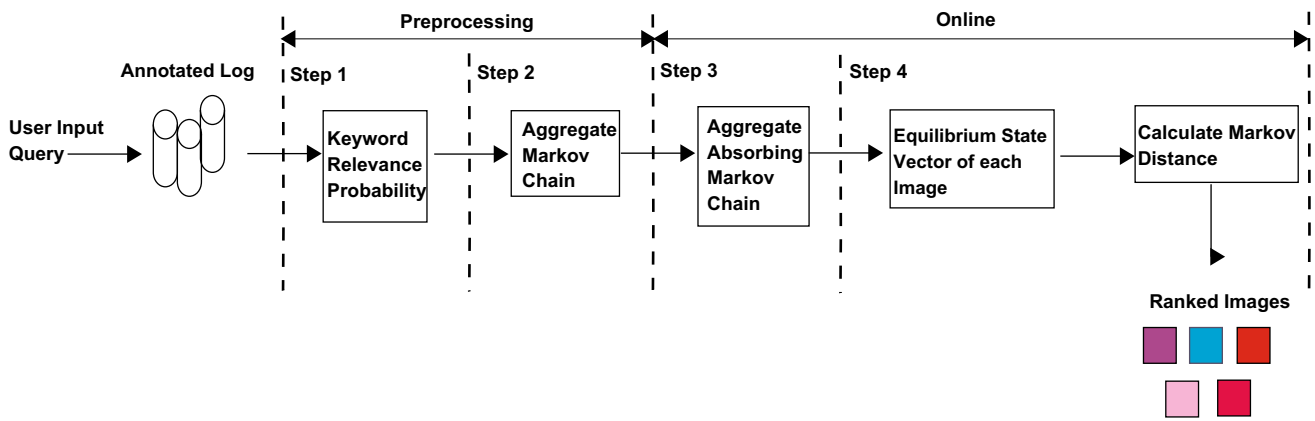 Preprocessing
Online
Annotated Log
Step 1
Step 2
Step 3
Step 4
User Input
Query
Keyword
Relevance
Probability
Aggregate
Markov
Chain
Aggregate
Absorbing
Markov
Chain
Equilibrium State
Vector of each
Image
Calculate Markov
Distance
Ranked Images